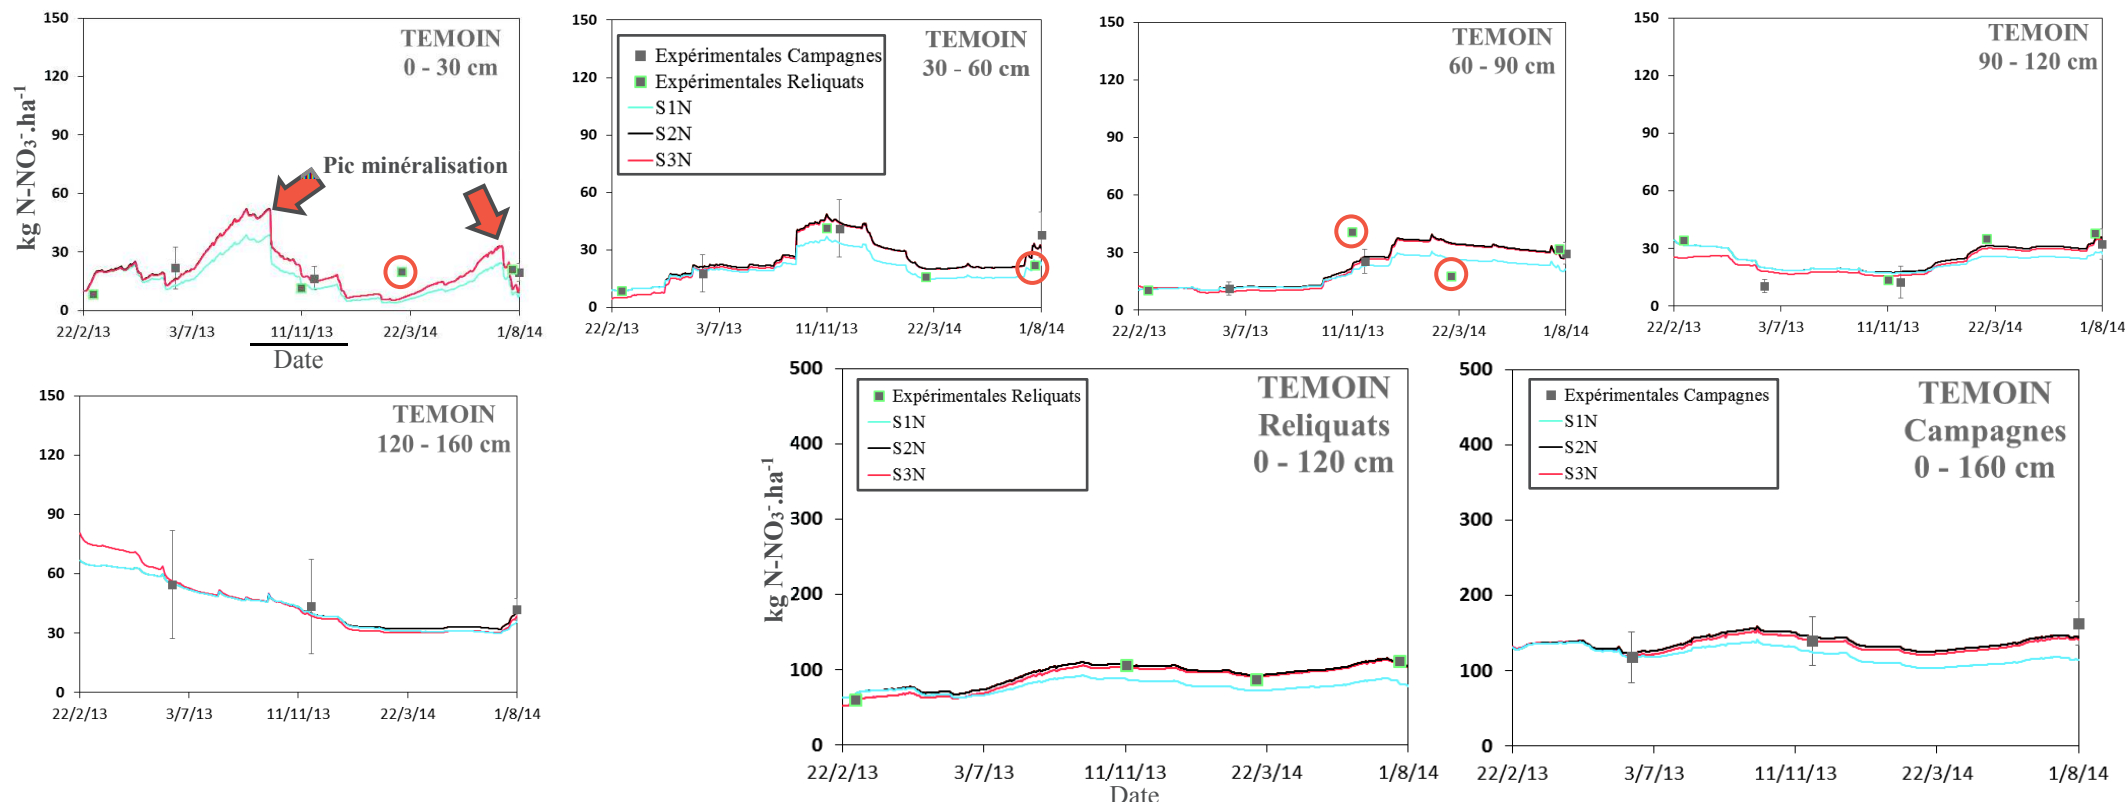 150
120
90
60
30
0
kg N-NO3-.ha-1
TEMOIN
0 - 30 cm
Pic minéralisation
22/2/13
3/7/13
11/11/13
22/3/14
1/8/14
Date
150
120
90
60
30
0
Expérimentales Campagnes
Expérimentales Reliquats
S1N
S2N
S3N
TEMOIN
30 - 60 cm
22/2/13
3/7/13
11/11/13
22/3/14
1/8/14
150
120
90
60
30
0
TEMOIN
60 - 90 cm
22/2/13
3/7/13
11/11/13
22/3/14
1/8/14
150
120
90
60
30
0
TEMOIN
90 - 120 cm
22/2/13
3/7/13
11/11/13
22/3/14
1/8/14
150
120
90
60
30
0
TEMOIN
120 - 160 cm
22/2/13
3/7/13
11/11/13
22/3/14
1/8/14
500
400
300
200
100
0
kg N-NO3-.ha-1
Expérimentales Reliquats
S1N
S2N
S3N
TEMOIN
Reliquats
0 - 120 cm
22/2/13
3/7/13
11/11/13
22/3/14
1/8/14
Date
500
400
300
200
100
0
Expérimentales Campagnes
S1N
S2N
S3N
TEMOIN
Campagnes
0 - 160 cm
22/2/13
3/7/13
11/11/13
22/3/14
1/8/14